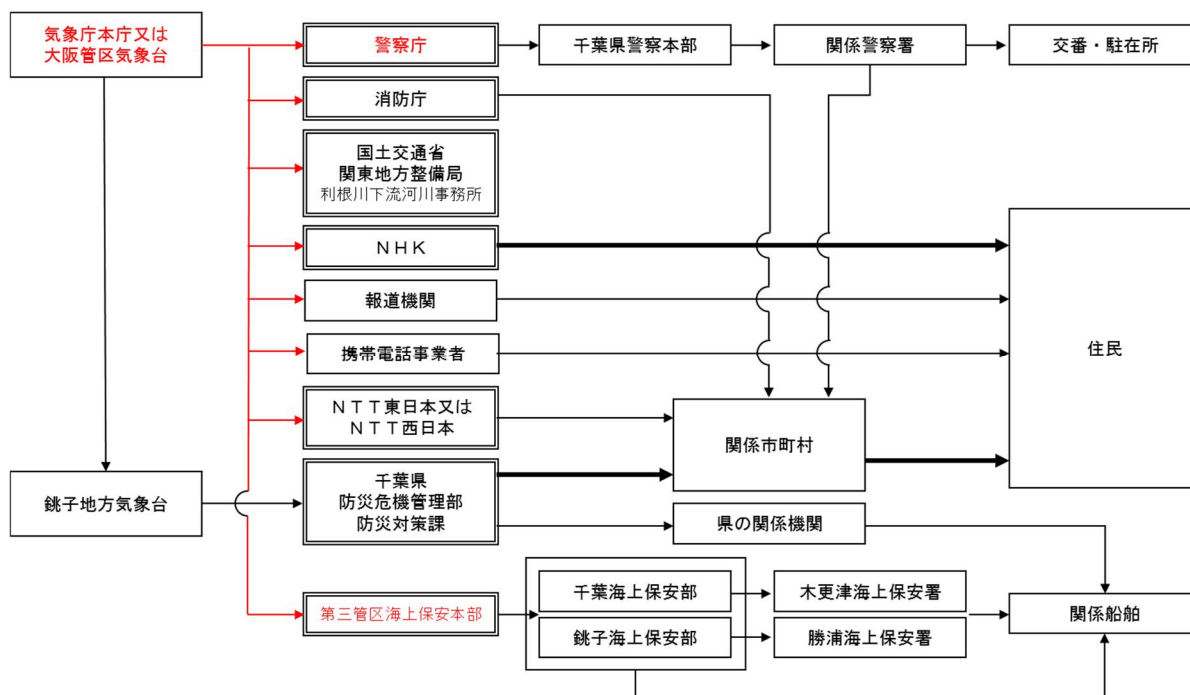 気象庁本庁又は
大阪管区気象台
警察庁
千葉県警察本部
関係警察署
交番・駐在所
消防庁
国土交通省
関東地方整備局
利根川下流河川事務所
ＮＨＫ
報道機関
携帯電話事業者
住民
ＮＴＴ東日本又は
ＮＴＴ西日本
関係市町村
銚子地方気象台
千葉県
防災危機管理部
防災対策課
県の関係機関
第三管区海上保安本部
千葉海上保安部
木更津海上保安署
銚子海上保安部
勝浦海上保安署
関係船舶